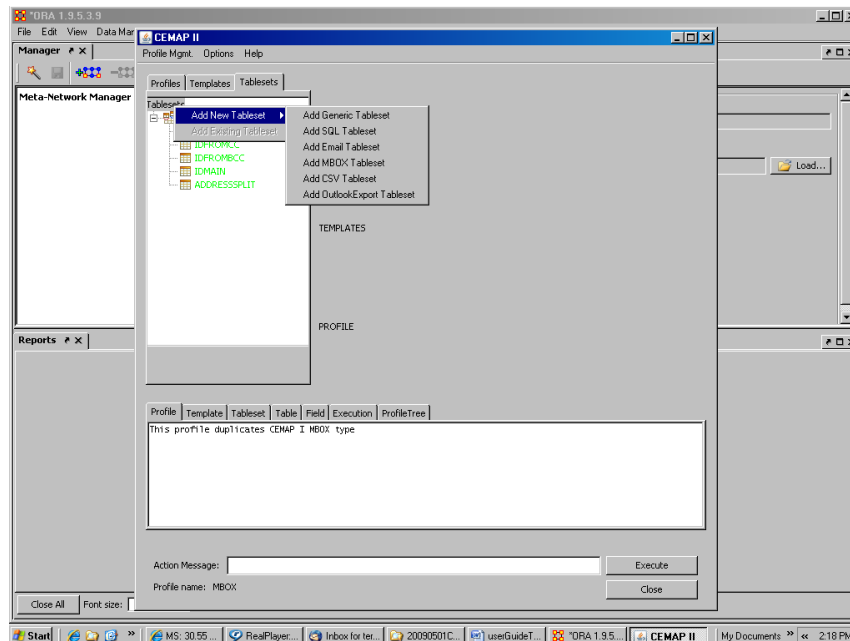 *ORA 1.9.5.3.9
File Edit View Data Mar
Manager
Meta-Network Manager
Load...
Reports
Close All Font size:
CEMAP II
Profile Mgmt. Options Help
Profiles Templates Tablesets
Tablesets
Add New Tableset
Add Existing Tableset
IDFROMCC
IDFROMBCC
IDMAIN
ADDRESSSPLIT
Add Generic Tableset
Add SQL Tableset
Add Email Tableset
Add MBOX Tableset
Add CSV Tableset
Add OutlookExport Tableset
TEMPLATES
PROFILE
Profile Template Tableset Table Field Execution ProfileTree
This profile duplicates CEMAP I MBOX type
Action Message:
Execute
Profile name: MBOX
Close
Start » MS: 30.55 ... RealPlayer:... Inbox for ter... 20090501C... userGuideT... *ORA 1.9.5.... CEMAP II My Documents » « 2:18 PM